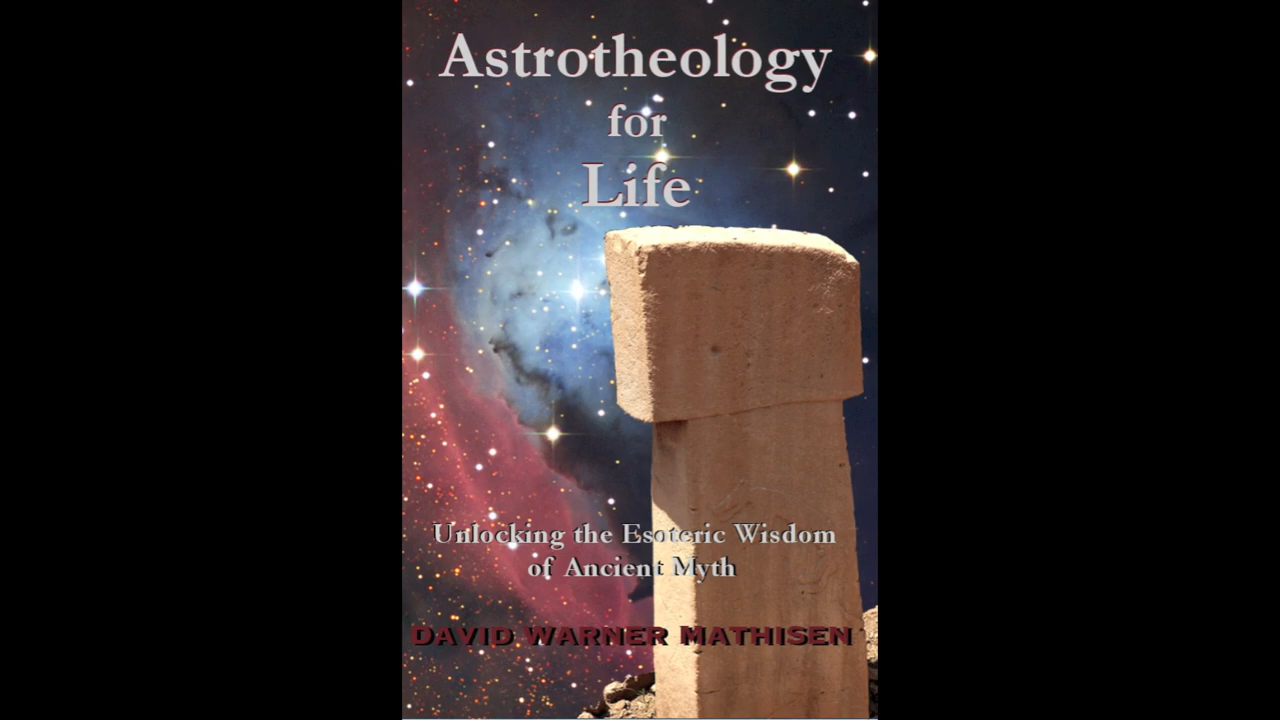 Astrotheology
for
Life
Unlocking the Esoteric Wisdom
of Ancient Myth
DAVID WARNER MATHISEN